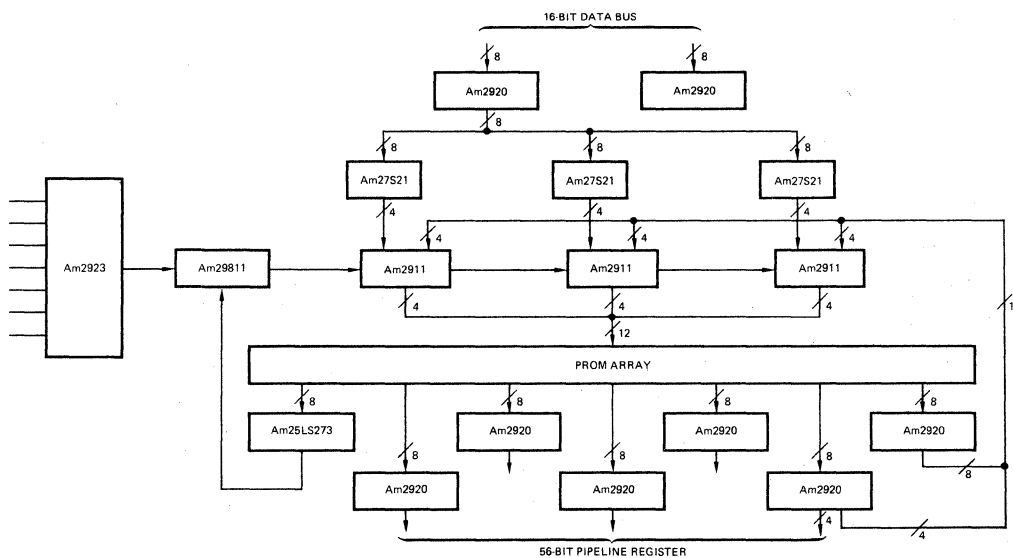 16-BIT DATA BUS
8 8
Am2920 Am2920
8
8 8 8
Am27S21 Am27S21 Am27S21
4 4 4
4 4 4
Am2923 Am29811 Am2911 Am2911 Am2911
4 4 4
12
PROM ARRAY
8 8 8 8 8 8 8
Am25LS273 Am2920 Am2920 Am2920
8
Am2920 Am2920 Am2920
4 4
56-BIT PIPELINE REGISTER